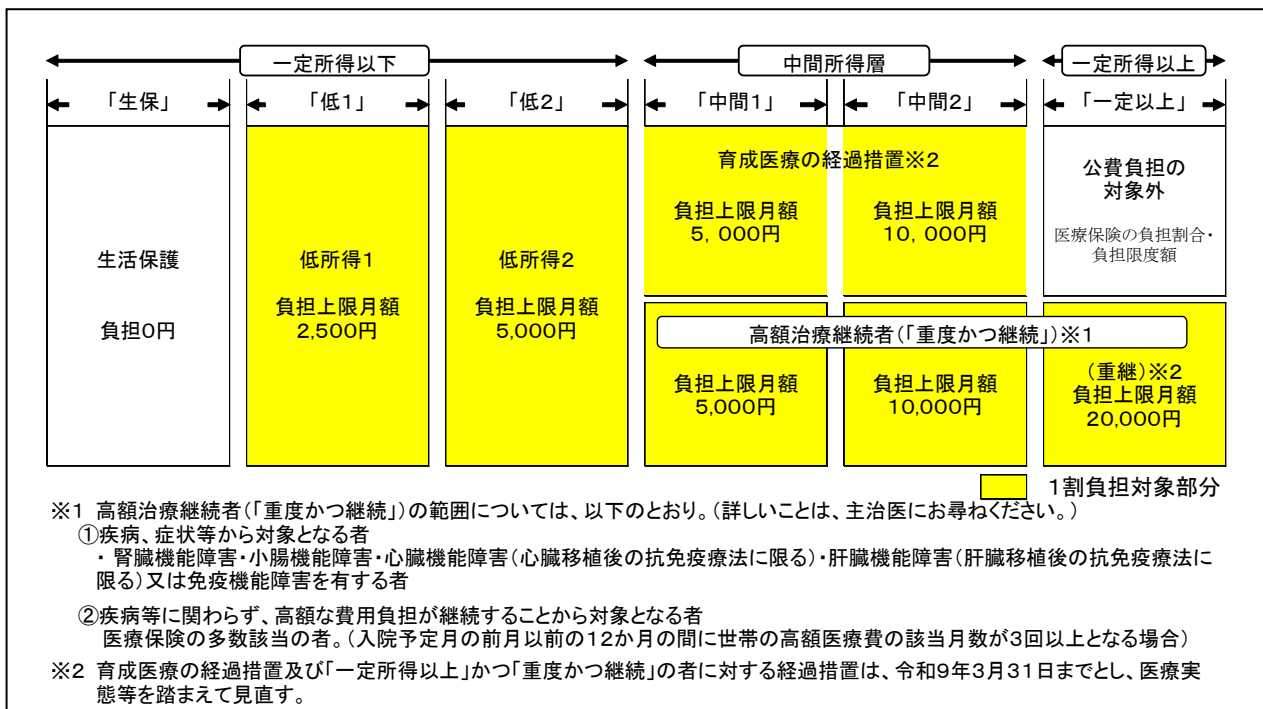 一定所得以下
中間所得層
一定所得以上
「生保」
「低1」
「低2」
「中間1」
「中間2」
「一定以上」
生活保護
負担0円
低所得1
負担上限月額
2,500円
低所得2
負担上限月額
5,000円
育成医療の経過措置※2
負担上限月額
5,000円
負担上限月額
10,000円
公費負担の
対象外
医療保険の負担割合・
負担限度額
高額治療継続者(「重度かつ継続」)※1
負担上限月額
5,000円
負担上限月額
10,000円
(重継)※2
負担上限月額
20,000円
1割負担対象部分
※1 高額治療継続者(「重度かつ継続」)の範囲については、以下のとおり。(詳しいことは、主治医にお尋ねください。)
①疾病、症状等から対象となる者
・ 腎臓機能障害・小腸機能障害・心臓機能障害(心臓移植後の抗免疫療法に限る)・肝臓機能障害(肝臓移植後の抗免疫療法に
限る)又は免疫機能障害を有する者
②疾病等に関わらず、高額な費用負担が継続することから対象となる者
医療保険の多数該当の者。(入院予定月の前月以前の12か月の間に世帯の高額医療費の該当月数が3回以上となる場合)
※2 育成医療の経過措置及び「一定所得以上」かつ「重度かつ継続」の者に対する経過措置は、令和9年3月31日までとし、医療実
態等を踏まえて見直す。